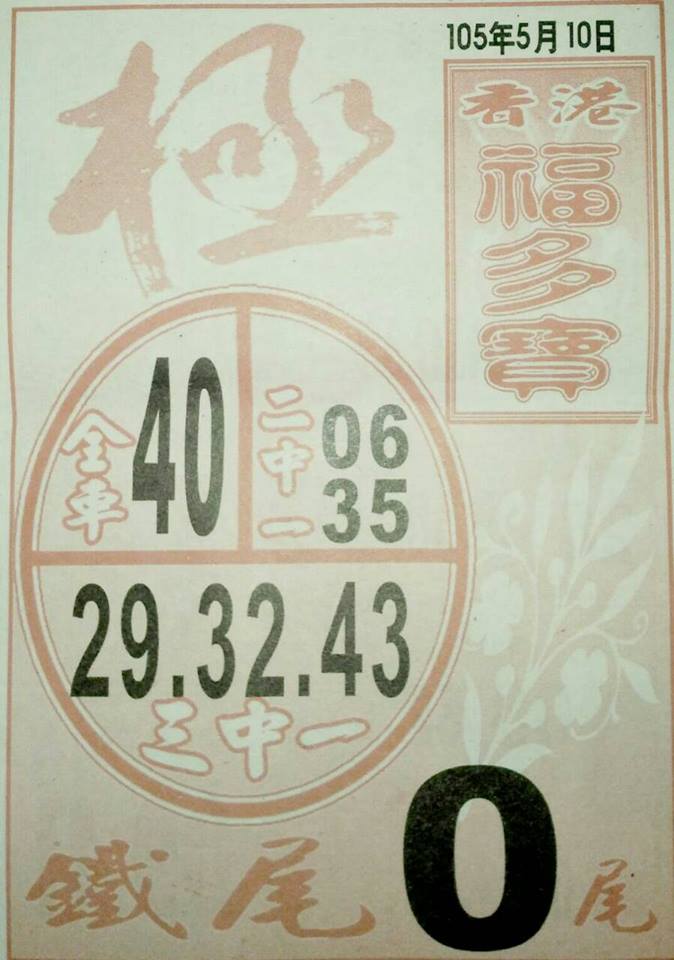 105年5月10日
極
香港
福多寶
全車
40
二中一
06
35
29.32.43
三中一
鐵尾 0 尾